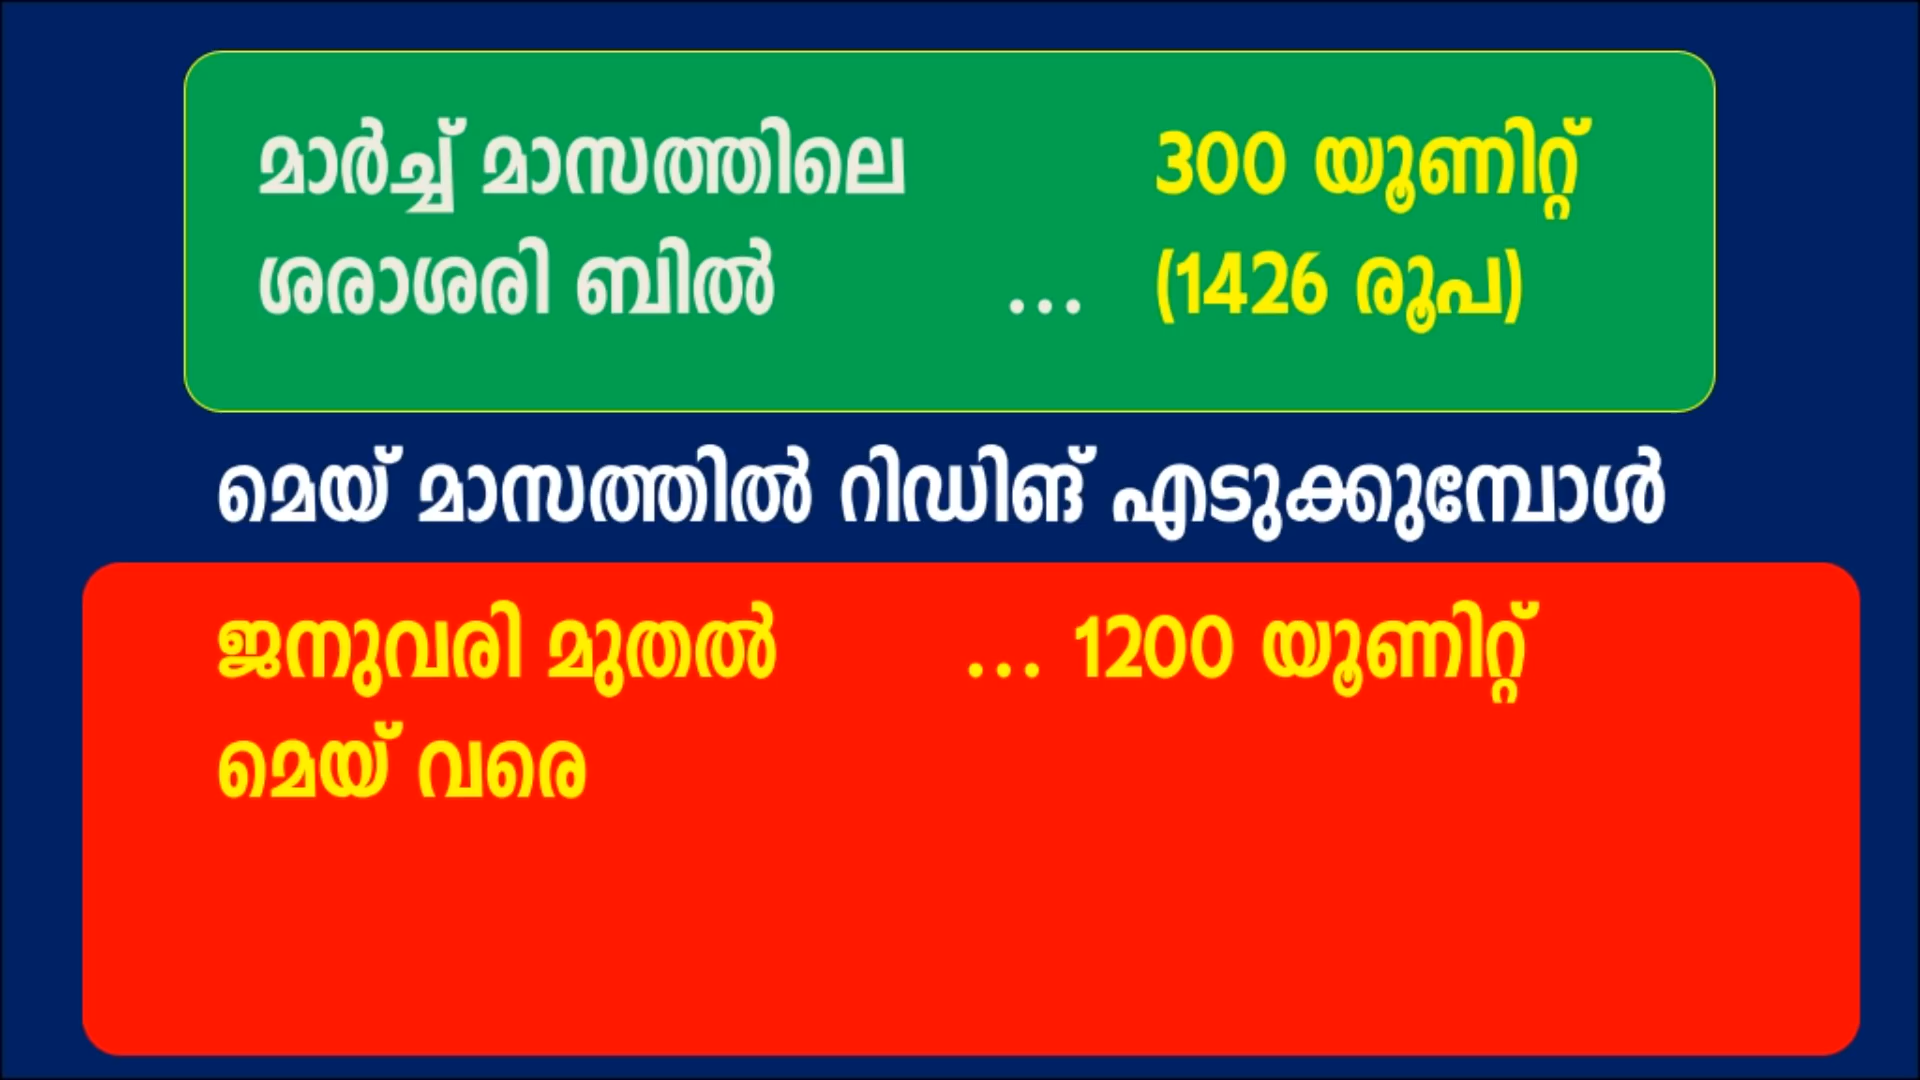 മാർച്ച് മാസത്തിലെ 300 യൂണിറ്റ്
ശരാശരി ബിൽ ... (1426 രൂപ)
മെയ് മാസത്തിൽ റിഡിങ് എടുക്കുമ്പോൾ
ജനുവരി മുതൽ ... 1200 യൂണിറ്റ്
മെയ് വരെ